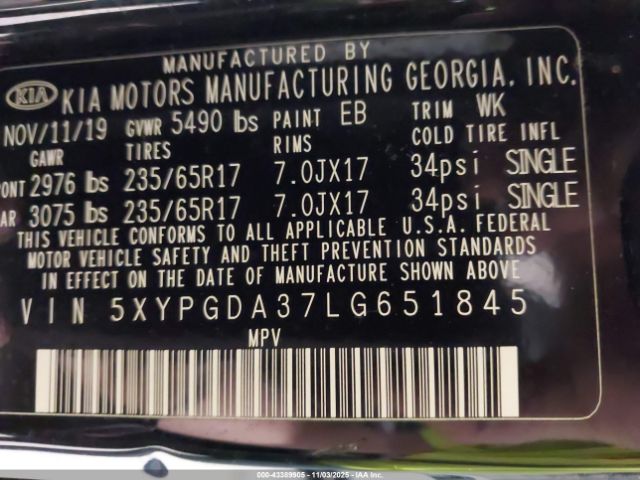 MANUFACTURED BY
KIA KIA MOTORS MANUFACTURING GEORGIA, INC.
NOV/11/19 GVWR 5490 lbs PAINT EB TRIM WK
GAWR TIRES RIMS COLD TIRE INFL
ONT 2976 lbs 235/65R17 7.0JX17 34psi SINGLE
AR 3075 lbs 235/65R17 7.0JX17 34psi SINGLE
THIS VEHICLE CONFORMS TO ALL APPLICABLE U.S.A. FEDERAL
MOTOR VEHICLE SAFETY AND THEFT PREVENTION STANDARDS
IN EFFECT ON THE DATE OF MANUFACTURE SHOWN ABOVE
VIN 5XYPGDA37LG651845
MPV
000-43389905 - 11/03/2025 - IAA Inc.